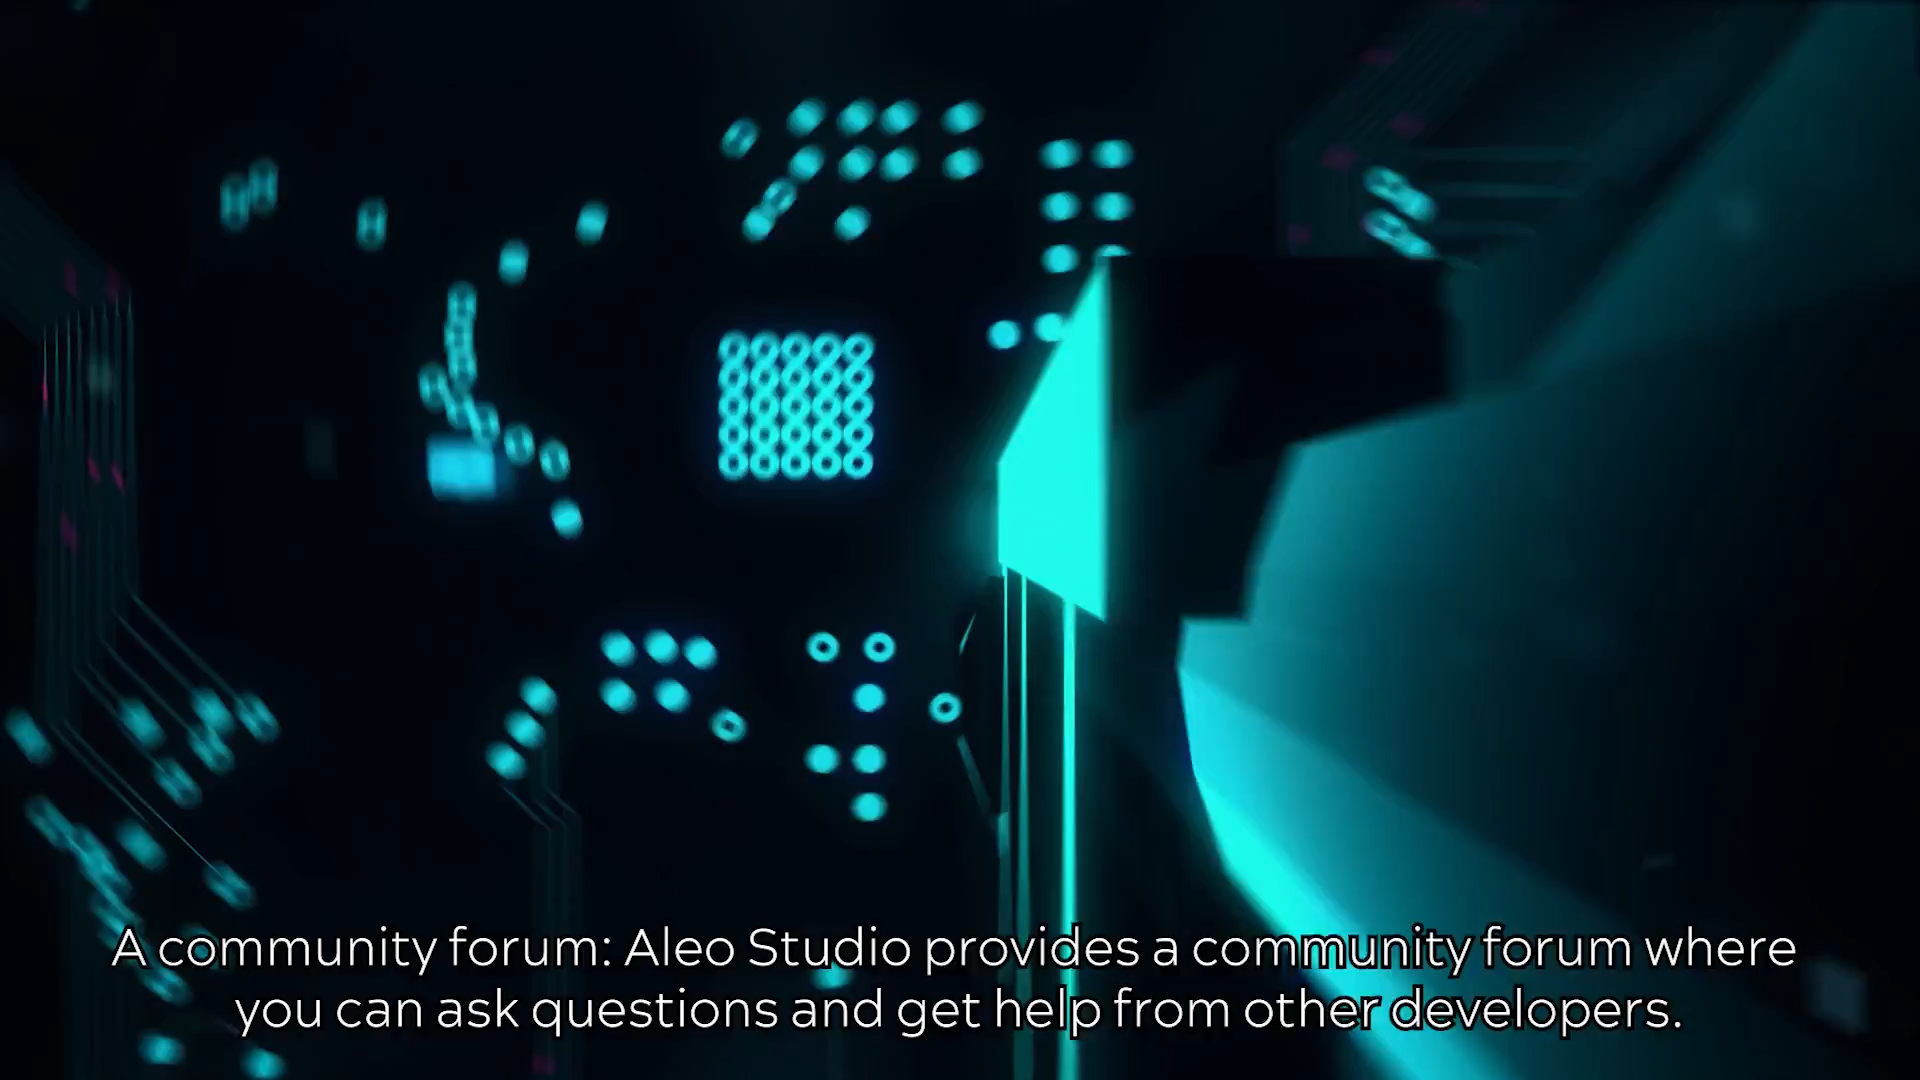 A community forum: Aleo Studio provides a community forum where
you can ask questions and get help from other developers.